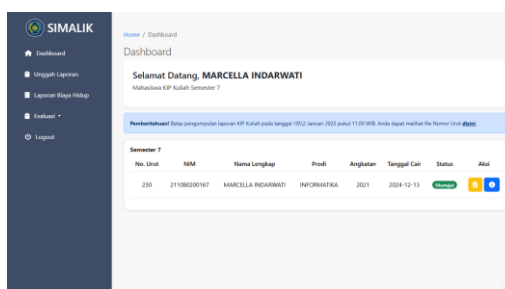 SIMALIK
Dashboard
Unggah Laporan
Laporan Biaya Hidup
Evaluasi
Logout
Home / Dashboard
Dashboard
Selamat Datang, MARCELLA INDARWATI
Mahasiswa KIP Kuliah Semester 7
Pemberitahuan! Batas pengumpulan laporan KIP Kuliah pada tanggal 10\\2 Januari 2025 pukul 11.00 WIB. Anda dapat melihat file Nomor Urut disini.
Semester 7
No. Urut NIM Nama Lengkap Prodi Angkatan Tanggal Cair Status Aksi
230 211080200167 MARCELLA INDARWATI INFORMATIKA 2021 2024-12-13 Disetujui